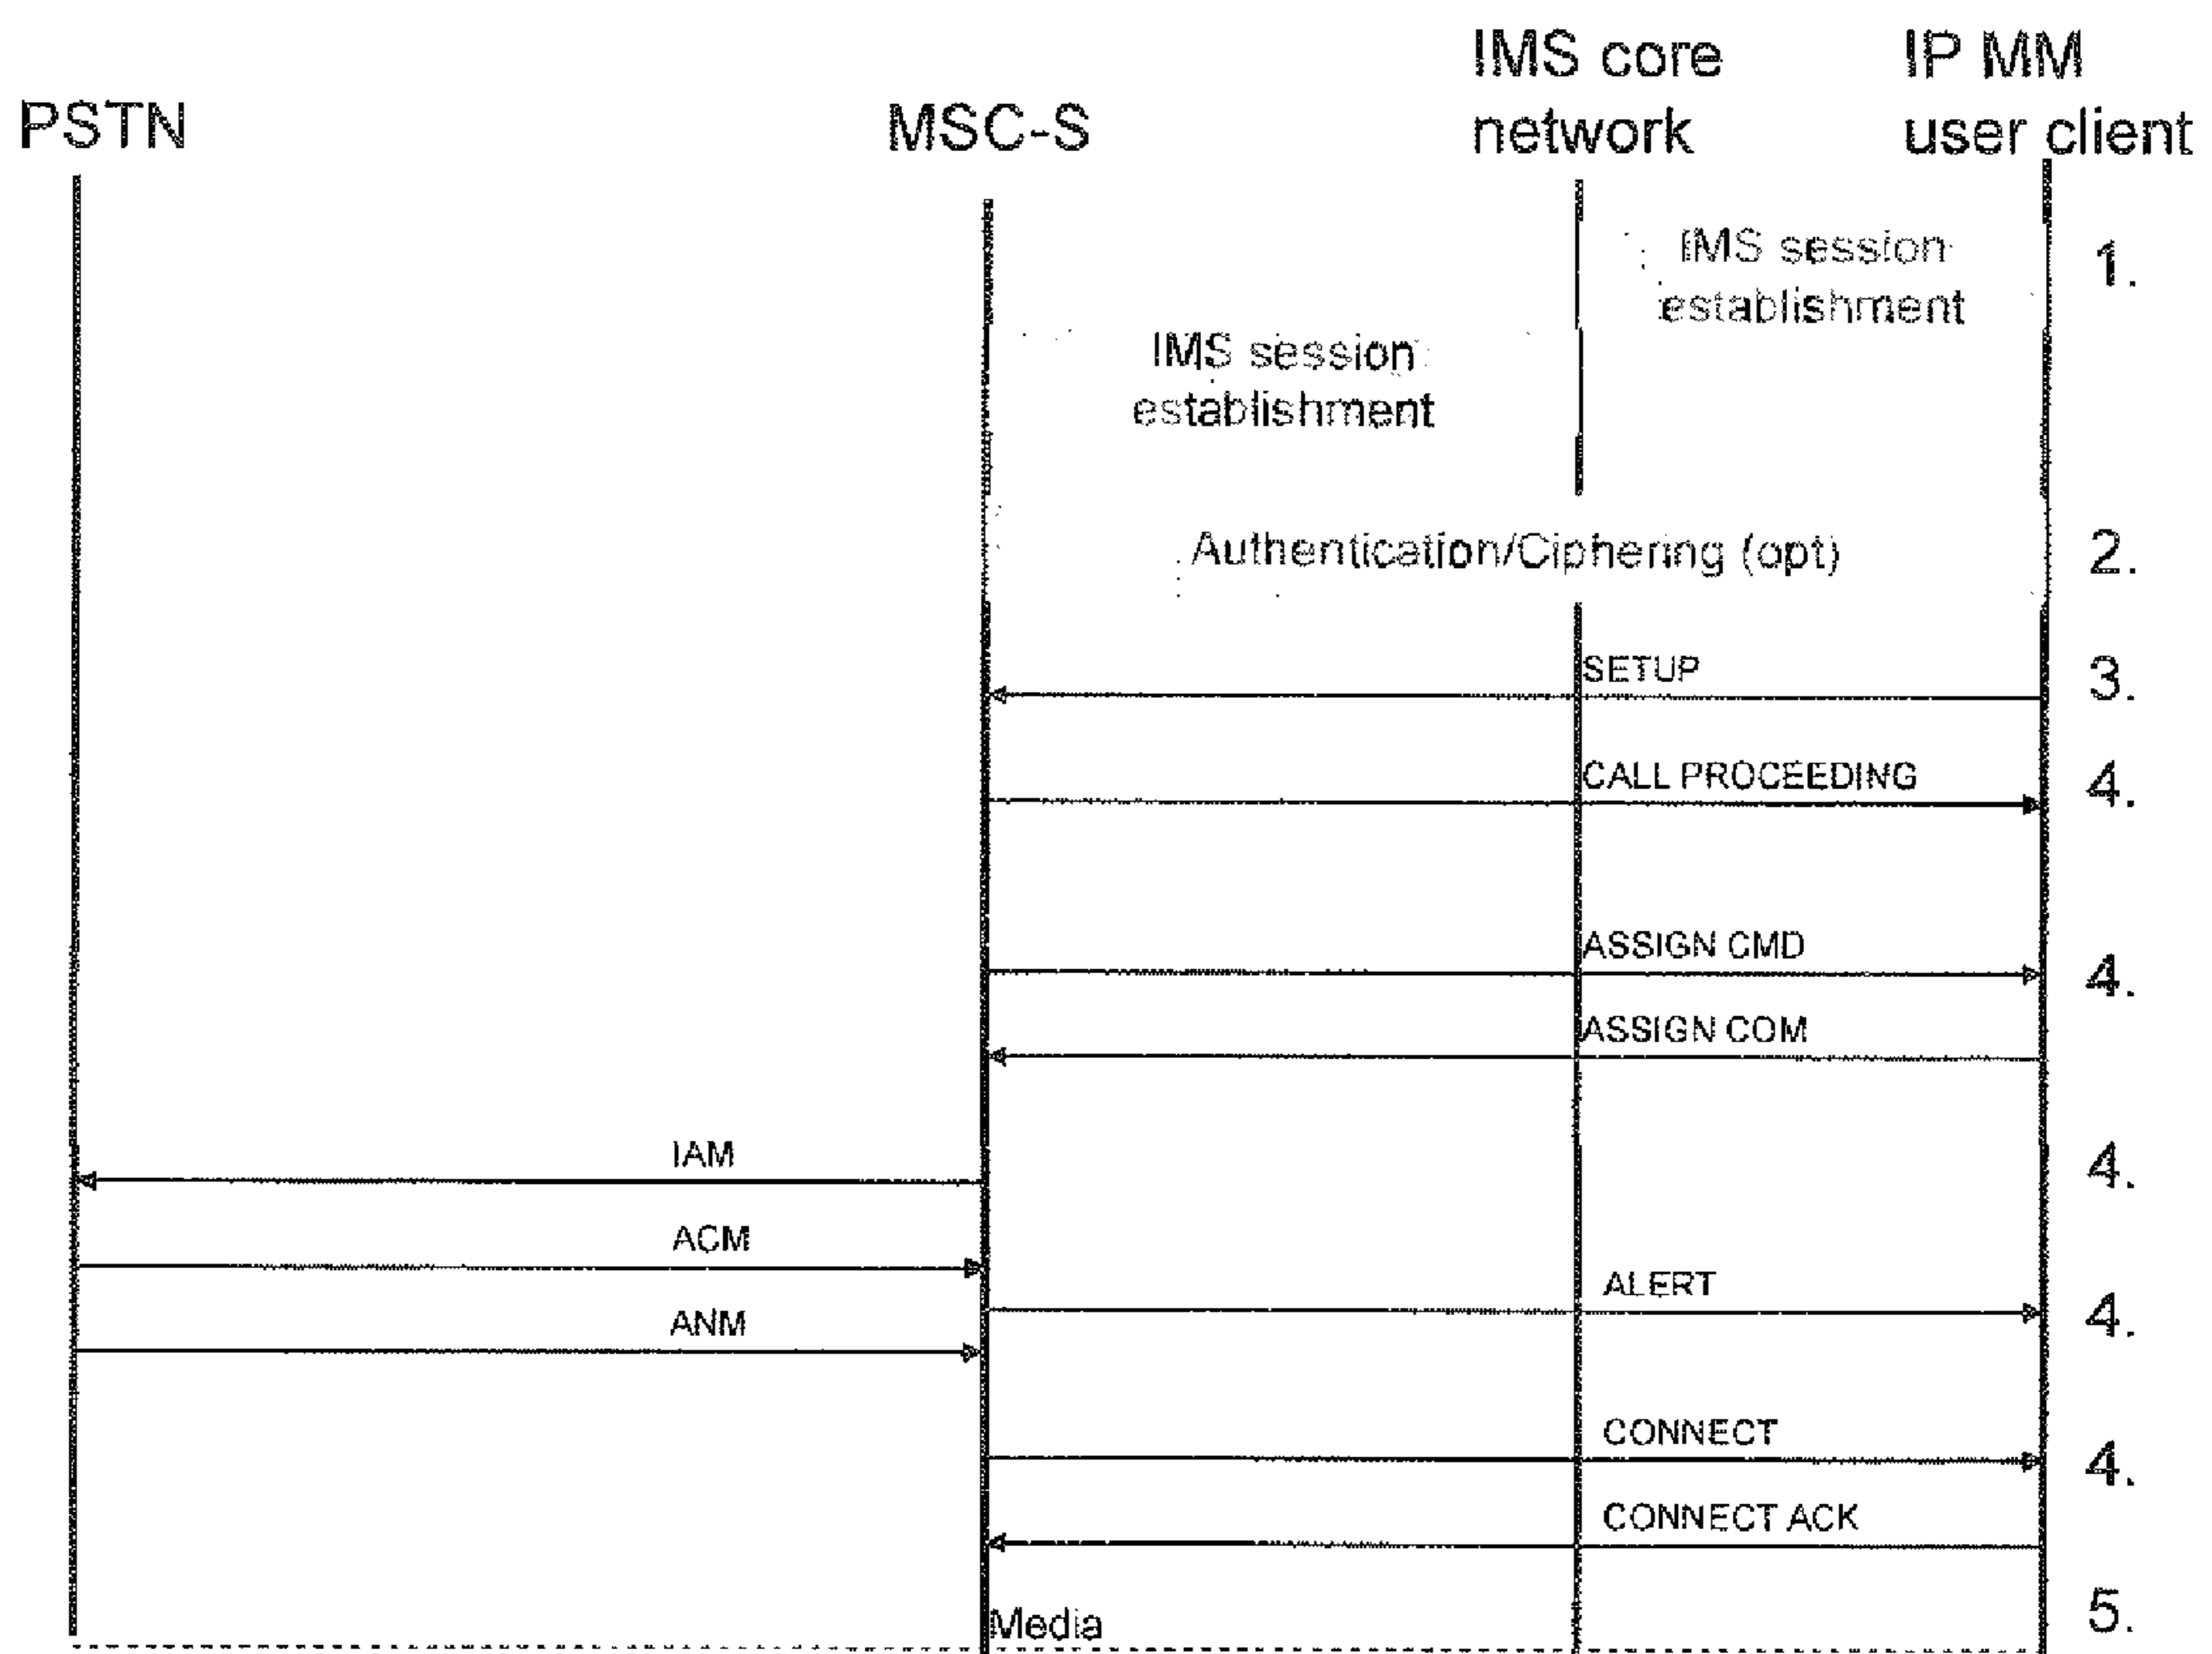 PSTN
MSC-S
IMS core
network
IP MM
user client
IMS session
establishment
1.
IMS session
establishment
Authentication/Ciphering (opt)
2.
SETUP
3.
CALL PROCEEDING
4.
ASSIGN CMD
4.
ASSIGN COM
IAM
4.
ACM
ALERT
4.
ANM
CONNECT
4.
CONNECT ACK
Media
5.